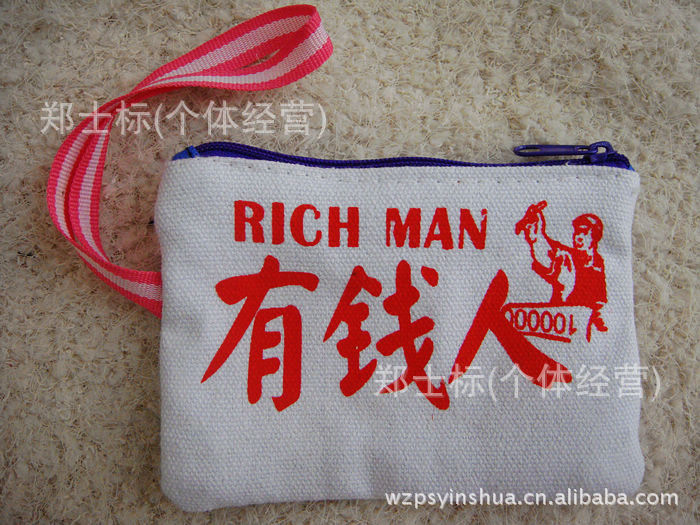 郑士标(个体经营)
RICH MAN
有钱人
000001
郑士标(个体经营)
wzpsyinshua.cn.alibaba.com